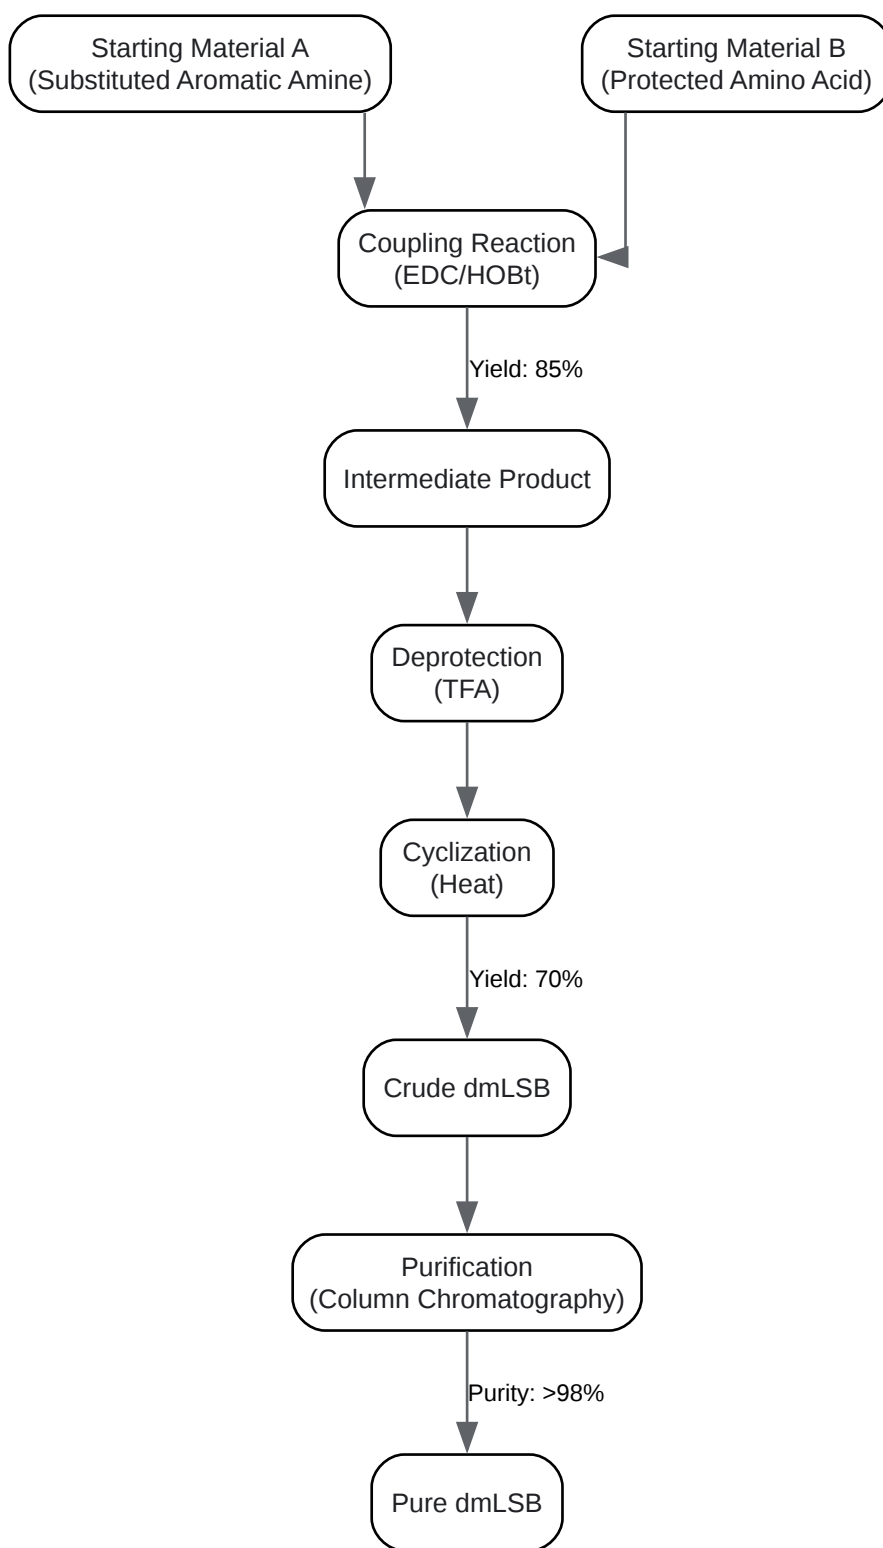 Starting Material A
(Substituted Aromatic Amine)
Starting Material B
(Protected Amino Acid)
Coupling Reaction
(EDC/HOBt)
Yield: 85%
Intermediate Product
Deprotection
(TFA)
Cyclization
(Heat)
Yield: 70%
Crude dmLSB
Purification
(Column Chromatography)
Purity: >98%
Pure dmLSB